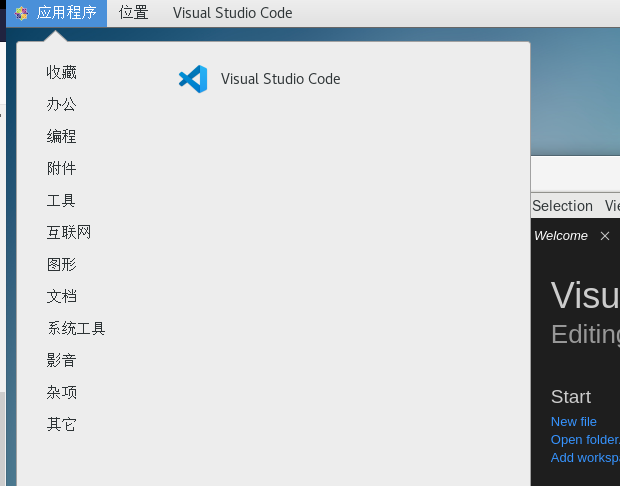 应用程序 位置 Visual Studio Code
收藏
Visual Studio Code
办公
编程
附件
工具
互联网
图形
文档
系统工具
影音
杂项
其它
Selection Vie
Welcome ×
Visu
Editing
Start
New file
Open folder.
Add workspa